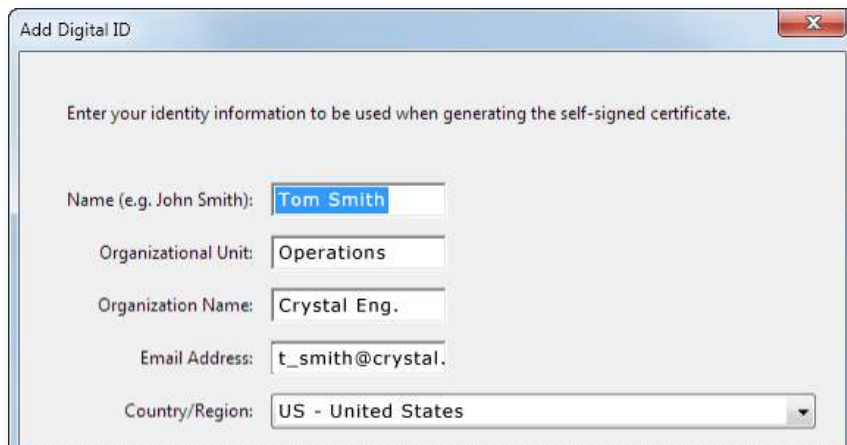 Add Digital ID
Enter your identity information to be used when generating the self-signed certificate.
Name (e.g. John Smith): Tom Smith
Organizational Unit: Operations
Organization Name: Crystal Eng.
Email Address: t_smith@crystal.
Country/Region: US - United States